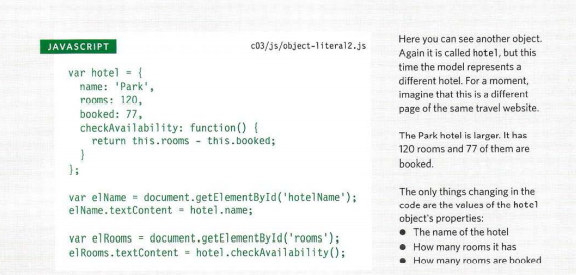 JAVASCRIPT
c03/js/object-literal2.js
var hotel = {
name: 'Park',
rooms: 120,
booked: 77,
checkAvailability: function() {
return this.rooms - this.booked;
}
};
var elName = document.getElementById('hotelName');
elName.textContent = hotel.name;
var elRooms = document.getElementById('rooms');
elRooms.textContent = hotel.checkAvailability();
Here you can see another object.
Again it is called hotel, but this
time the model represents a
different hotel. For a moment,
imagine that this is a different
page of the same travel website.
The Park hotel is larger. It has
120 rooms and 77 of them are
booked.
The only things changing in the
code are the values of the hotel
object's properties:
● The name of the hotel
● How many rooms it has
● How many rooms are booked